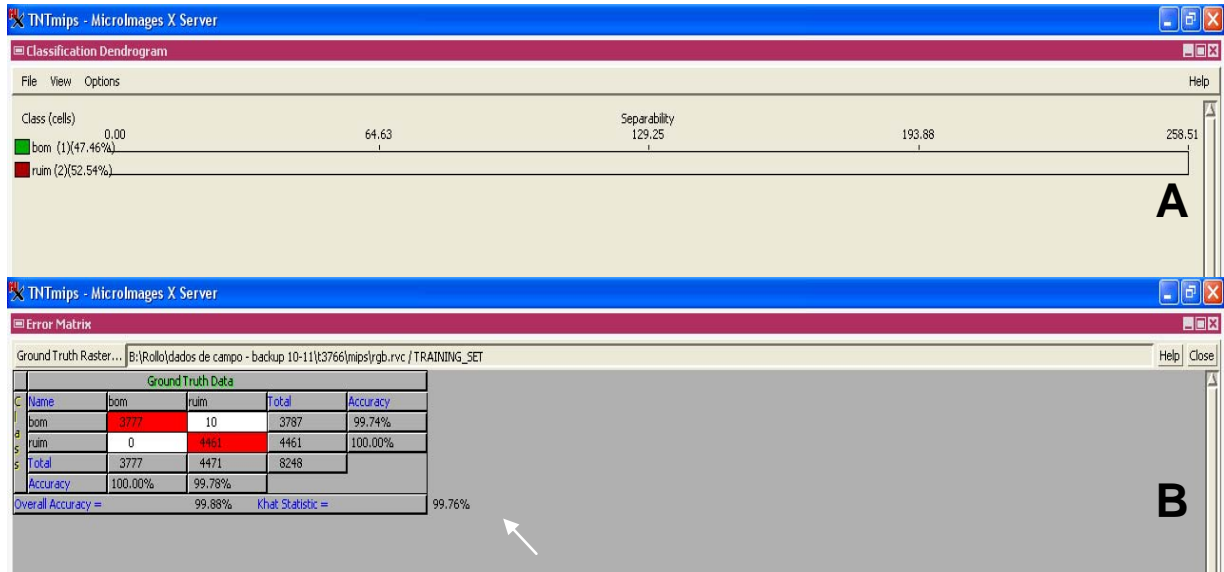 TNTmips - MicroImages X Server
Classification Dendrogram
File View Options Help
Class (cells) Separability
0.00 64.63 129.25 193.88 258.51
bom (1)(47.46%)
ruim (2)(52.54%)
A
TNTmips - MicroImages X Server
Error Matrix
Ground Truth Raster... B:\Rollo\dados de campo - backup 10-11\t3766\mips\rgb.rvc / TRAINING_SET Help Close
Ground Truth Data
Class
Name bom ruim Total Accuracy
bom 3777 10 3787 99.74%
ruim 0 4461 4461 100.00%
Total 3777 4471 8248
Accuracy 100.00% 99.78%
Overall Accuracy = 99.88% Khat Statistic = 99.76%
B